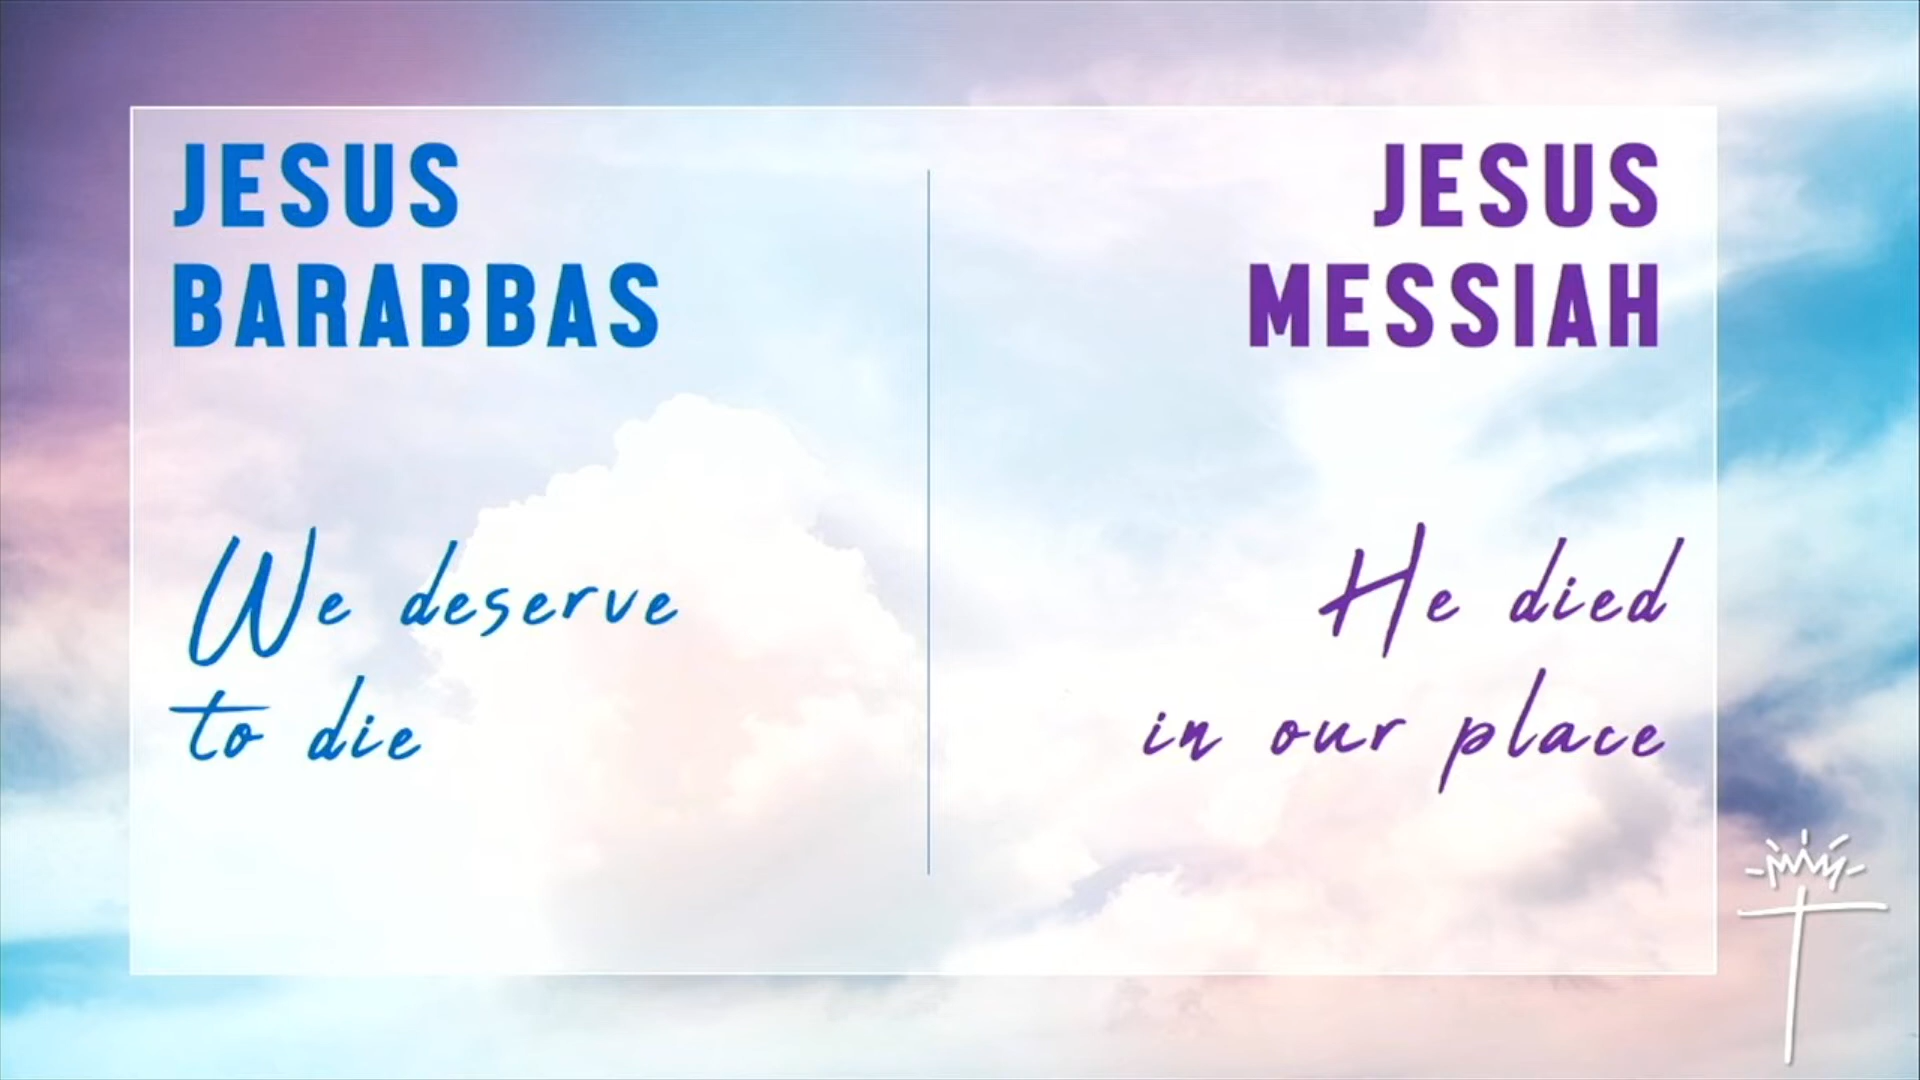 JESUS
BARABBAS
We deserve
to die
JESUS
MESSIAH
He died
in our place